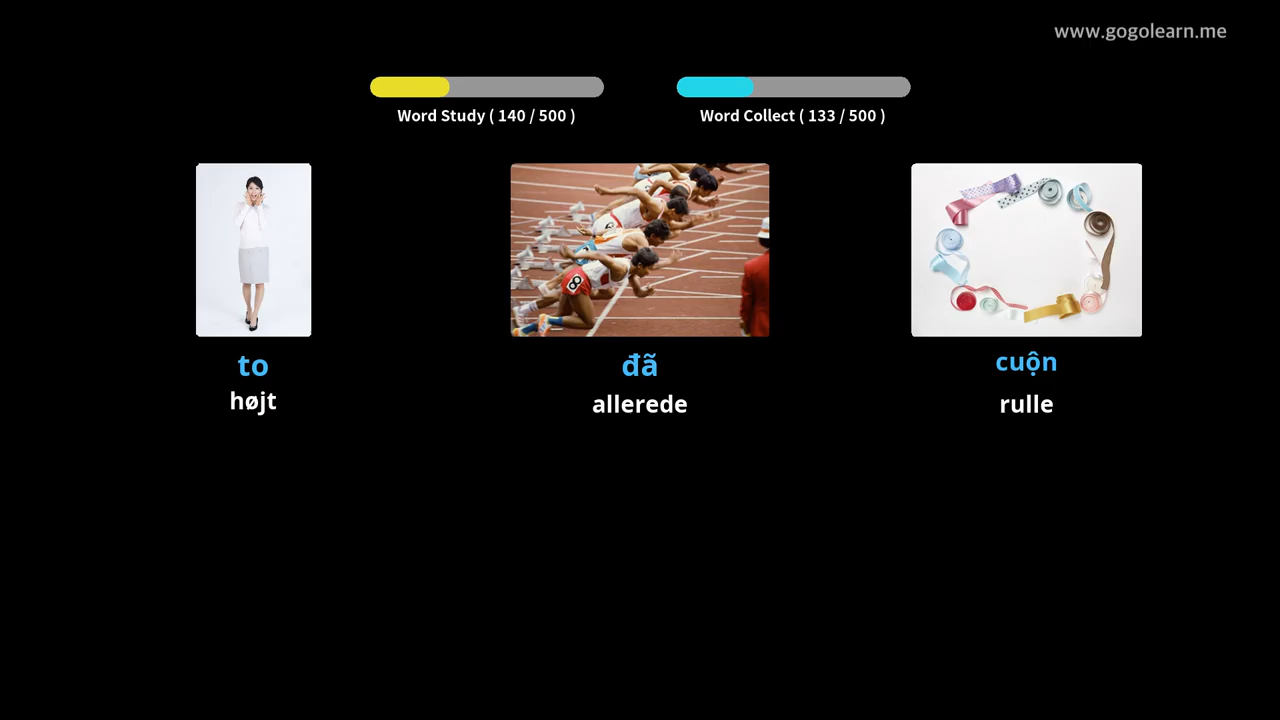 www.gogolearn.me
Word Study ( 140 / 500 )
Word Collect ( 133 / 500 )
to
højt
đã
allerede
cuộn
rulle